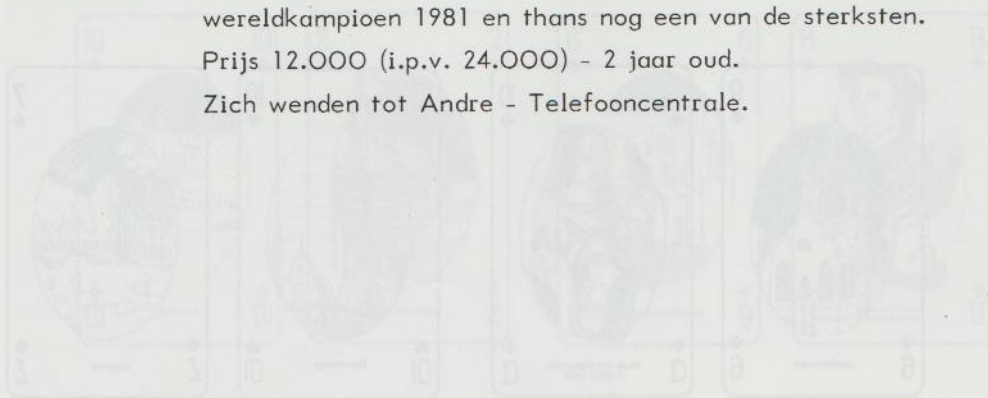 wereldkampioen 1981 en thans nog een van de sterksten.
Prijs 12.000 (i.p.v. 24.000) - 2 jaar oud.
Zich wenden tot Andre - Telefooncentrale.